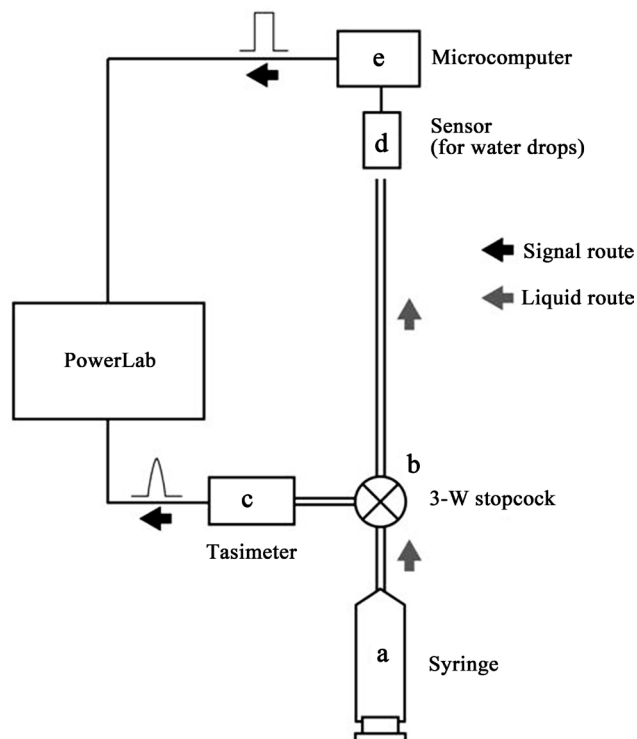 e
Microcomputer
d
Sensor
(for water drops)
Signal route
Liquid route
PowerLab
b
c
3-W stopcock
Tasimeter
a
Syringe